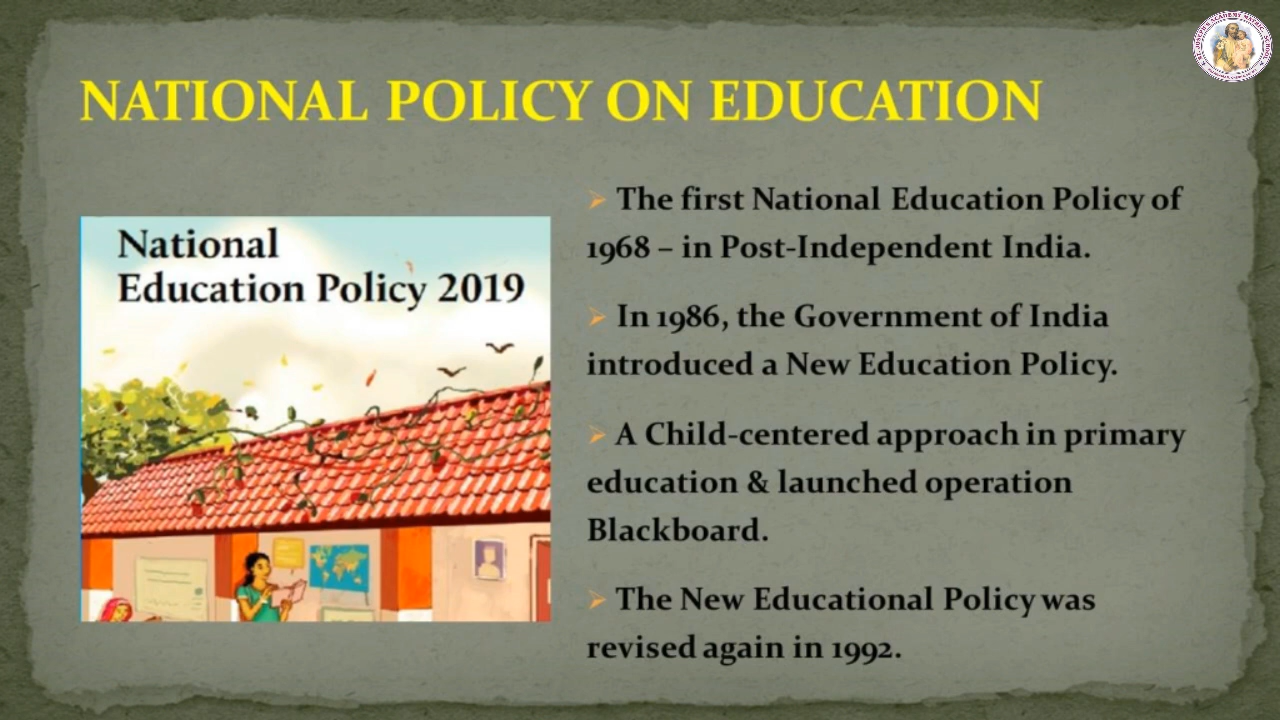 NATIONAL POLICY ON EDUCATION
National
Education Policy 2019
➢ The first National Education Policy of
1968 – in Post-Independent India.
➢ In 1986, the Government of India
introduced a New Education Policy.
➢ A Child-centered approach in primary
education & launched operation
Blackboard.
➢ The New Educational Policy was
revised again in 1992.